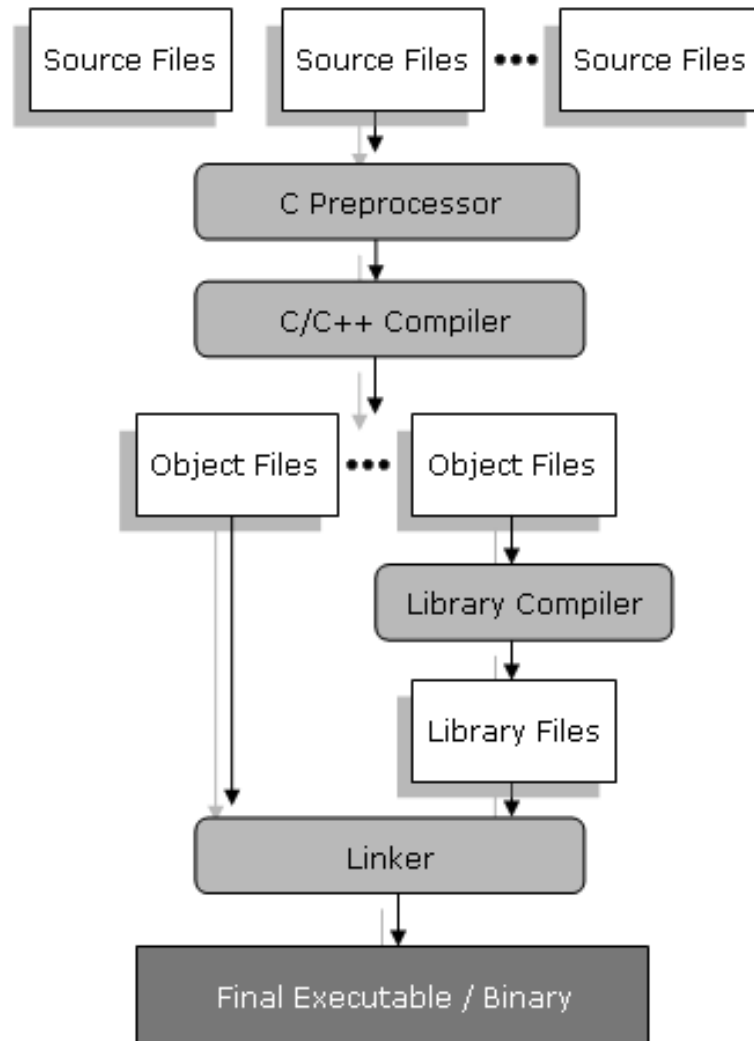 Source Files
Source Files
Source Files
C Preprocessor
C/C++ Compiler
Object Files
Object Files
Library Compiler
Library Files
Linker
Final Executable / Binary